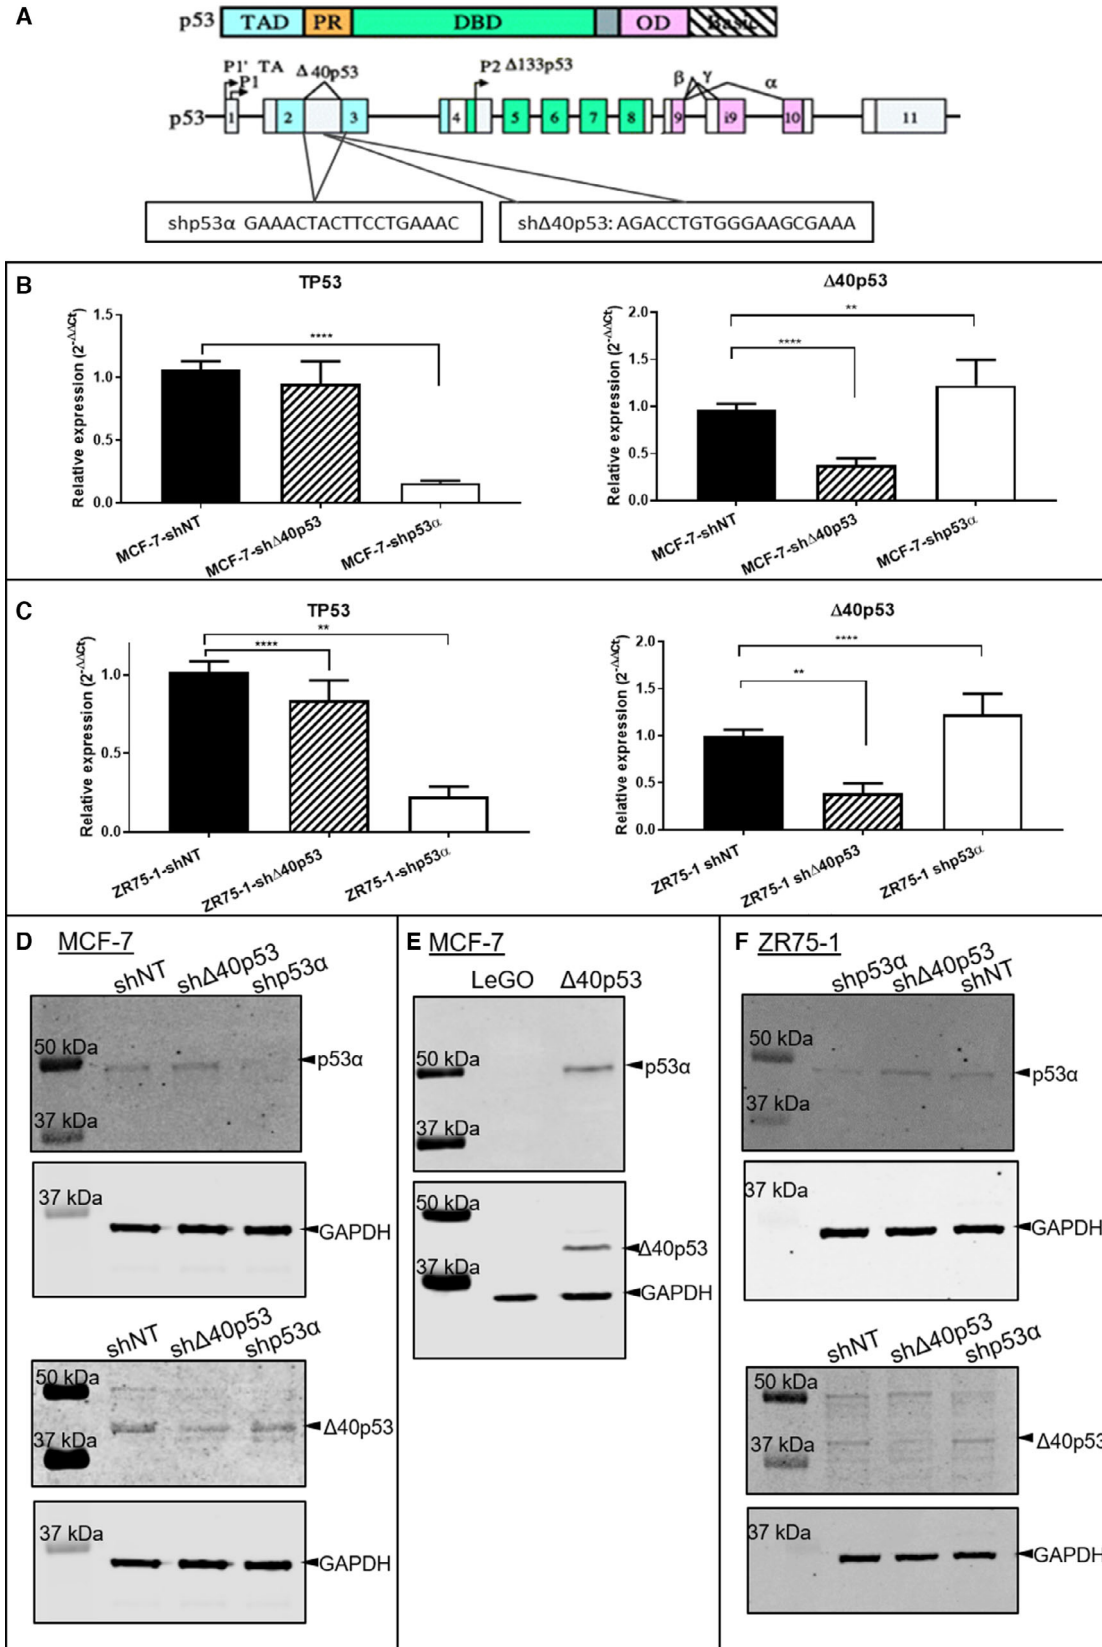 A
p53 TAD PR DBD OD Basic
P1' TA Δ40p53 P2 Δ133p53 β γ α
P1
p53 1 2 3 4 5 6 7 8 9 i9 10 11
shp53α GAAACTACTTCCTGAAAC
shΔ40p53: AGACCTGTGGGAAGCGAAA
B
TP53
Relative expression (2^-ΔΔCt)
1.5
1.0
0.5
0.0
****
MCF-7-shNT
MCF-7-shΔ40p53
MCF-7-shp53α
Δ40p53
Relative expression (2^-ΔΔCt)
2.0
1.5
1.0
0.5
0.0
**
****
MCF-7-shNT
MCF-7-shΔ40p53
MCF-7-shp53α
C
TP53
Relative expression (2^-ΔΔCt)
1.0
0.5
0.0
**
****
ZR75-1-shNT
ZR75-1-shΔ40p53
ZR75-1-shp53α
Δ40p53
Relative expression (2^-ΔΔCt)
2.0
1.5
1.0
0.5
0.0
****
**
ZR75-1 shNT
ZR75-1 shΔ40p53
ZR75-1 shp53α
D MCF-7
shNT shΔ40p53 shp53α
50 kDa
p53α
37 kDa
37 kDa
GAPDH
shNT shΔ40p53 shp53α
50 kDa
Δ40p53
37 kDa
37 kDa
GAPDH
E MCF-7
LeGO Δ40p53
50 kDa
p53α
37 kDa
50 kDa
Δ40p53
37 kDa
GAPDH
F ZR75-1
shp53α shΔ40p53 shNT
50 kDa
p53α
37 kDa
37 kDa
GAPDH
shNT shΔ40p53 shp53α
50 kDa
Δ40p53
37 kDa
37 kDa
GAPDH